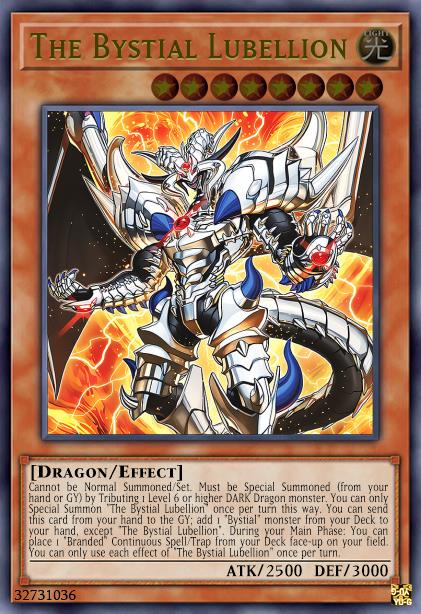 THE BYSTIAL LUBELLION
LIGHT
光
[DRAGON/EFFECT]
Cannot be Normal Summoned/Set. Must be Special Summoned (from your
hand or GY) by Tributing 1 Level 6 or higher DARK Dragon monster. You can only
Special Summon "The Bystial Lubellion" once per turn this way. You can send
this card from your hand to the GY; add 1 "Bystial" monster from your Deck to
your hand, except "The Bystial Lubellion". During your Main Phase: You can
place 1 "Branded" Continuous Spell/Trap from your Deck face-up on your field.
You can only use each effect of "The Bystial Lubellion" once per turn.
ATK/2500 DEF/3000
32731036